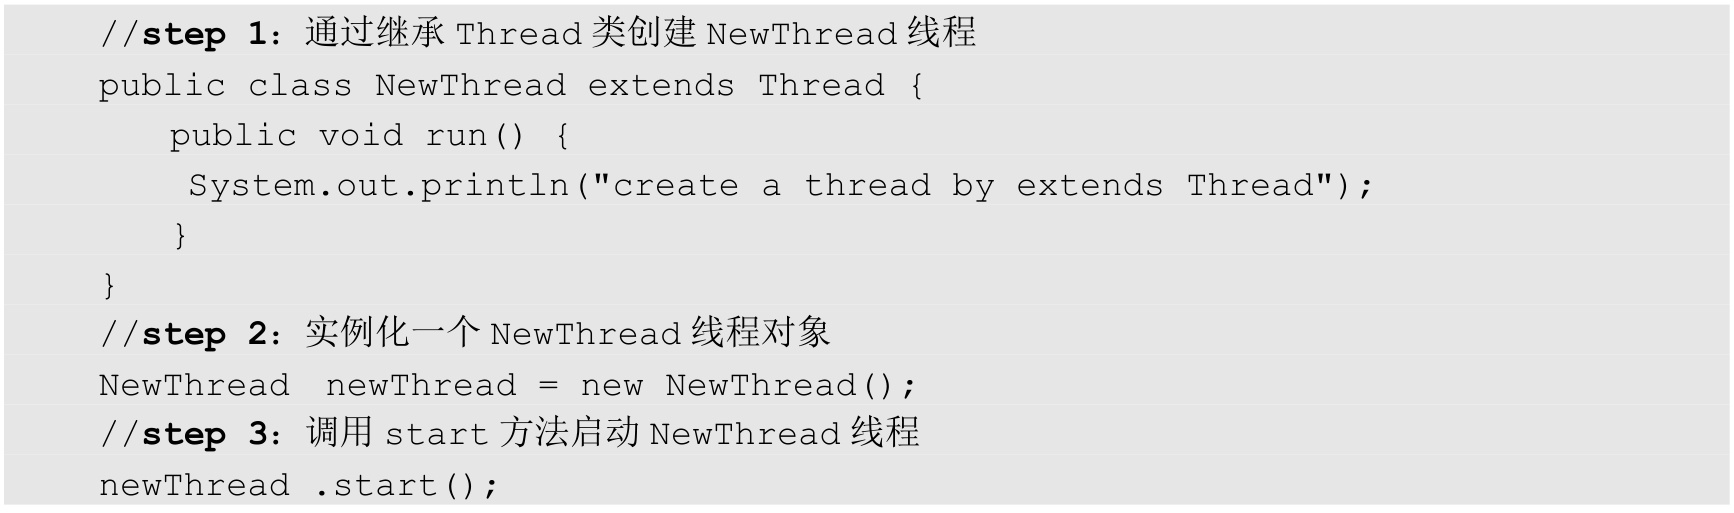 //step 1：通过继承 Thread 类创建 NewThread 线程
public class NewThread extends Thread {
public void run() {
System.out.println("create a thread by extends Thread");
}
}
//step 2：实例化一个 NewThread 线程对象
NewThread  newThread = new NewThread();
//step 3：调用 start 方法启动 NewThread 线程
newThread .start();